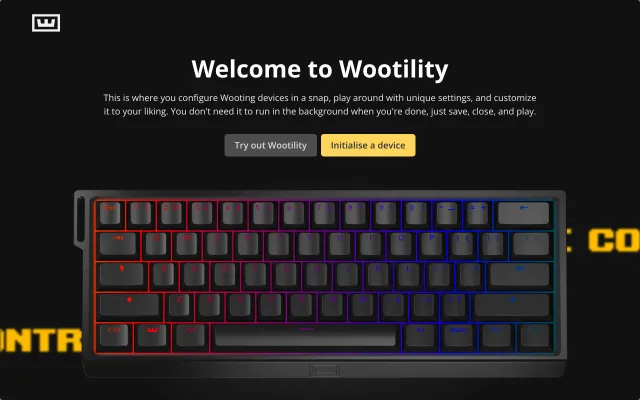 Welcome to Wootility
This is where you configure Wooting devices in a snap, play around with unique settings, and customize
it to your liking. You don't need it to run in the background when you're done, just save, close, and play.
Try out Wootility
Initialise a device